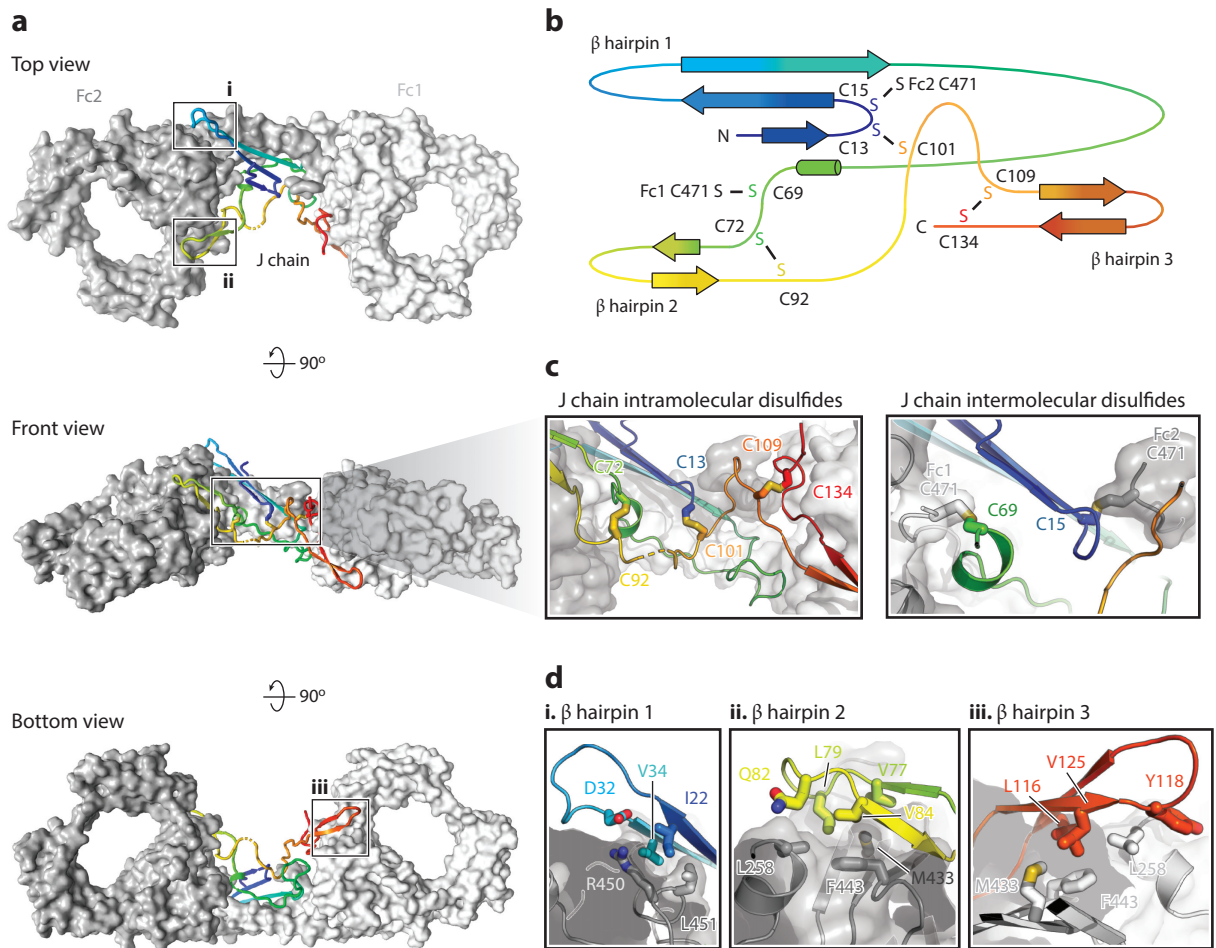 a
Top view
Fc2
i
Fc1
ii
J chain
90º
Front view
90º
Bottom view
iii
b
β hairpin 1
C15
S
S Fc2 C471
S
N
C13
S
C101
Fc1 C471 S
S
C69
C109
S
C72
S
S
C
C134
β hairpin 3
S
β hairpin 2
C92
c
J chain intramolecular disulfides
C72
C13
C109
C134
C101
C92
J chain intermolecular disulfides
Fc2
C471
Fc1
C471
C69
C15
d
i. β hairpin 1
D32
V34
I22
R450
L451
ii. β hairpin 2
L79
Q82
V77
V84
L258
F443
M433
iii. β hairpin 3
V125
L116
Y118
L258
M433
F443